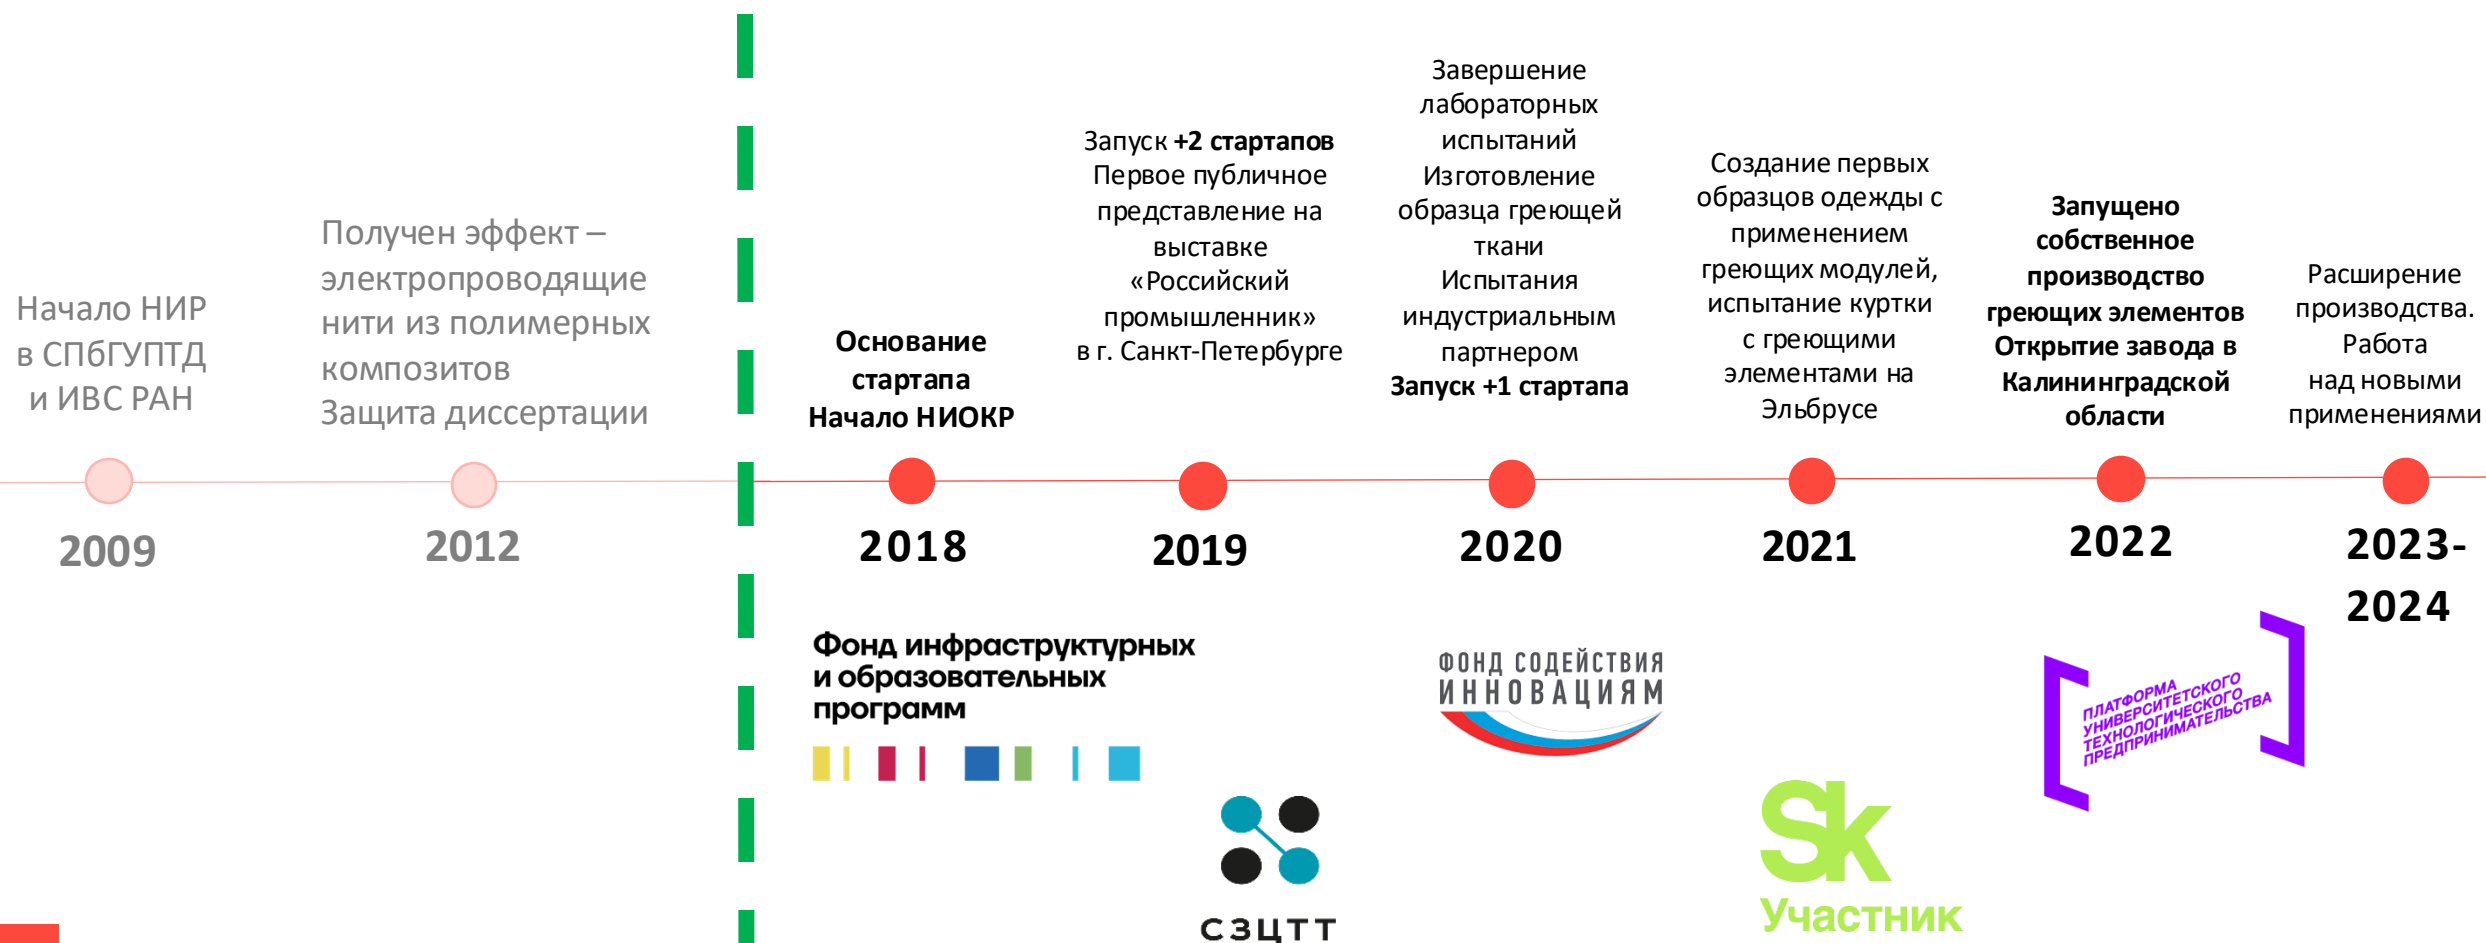 Начало НИР
в СПбГУПТД
и ИВС РАН
2009
Получен эффект –
электропроводящие
нити из полимерных
композитов
Защита диссертации
2012
Основание
стартапа
Начало НИОКР
2018
Запуск +2 стартапов
Первое публичное
представление на
выставке
«Российский
промышленник»
в г. Санкт-Петербурге
2019
Завершение
лабораторных
испытаний
Изготовление
образца греющей
ткани
Испытания
индустриальным
партнером
Запуск +1 стартапа
2020
Создание первых
образцов одежды с
применением
греющих модулей,
испытание куртки
с греющими
элементами на
Эльбрусе
2021
Запущено
собственное
производство
греющих элементов
Открытие завода в
Калининградской
области
2022
Расширение
производства.
Работа
над новыми
применениями
2023-
2024
Фонд инфраструктурных
и образовательных
программ
СЗЦТТ
ФОНД СОДЕЙСТВИЯ
ИННОВАЦИЯМ
Sk
Участник
ПЛАТФОРМА
УНИВЕРСИТЕТСКОГО
ТЕХНОЛОГИЧЕСКОГО
ПРЕДПРИНИМАТЕЛЬСТВА